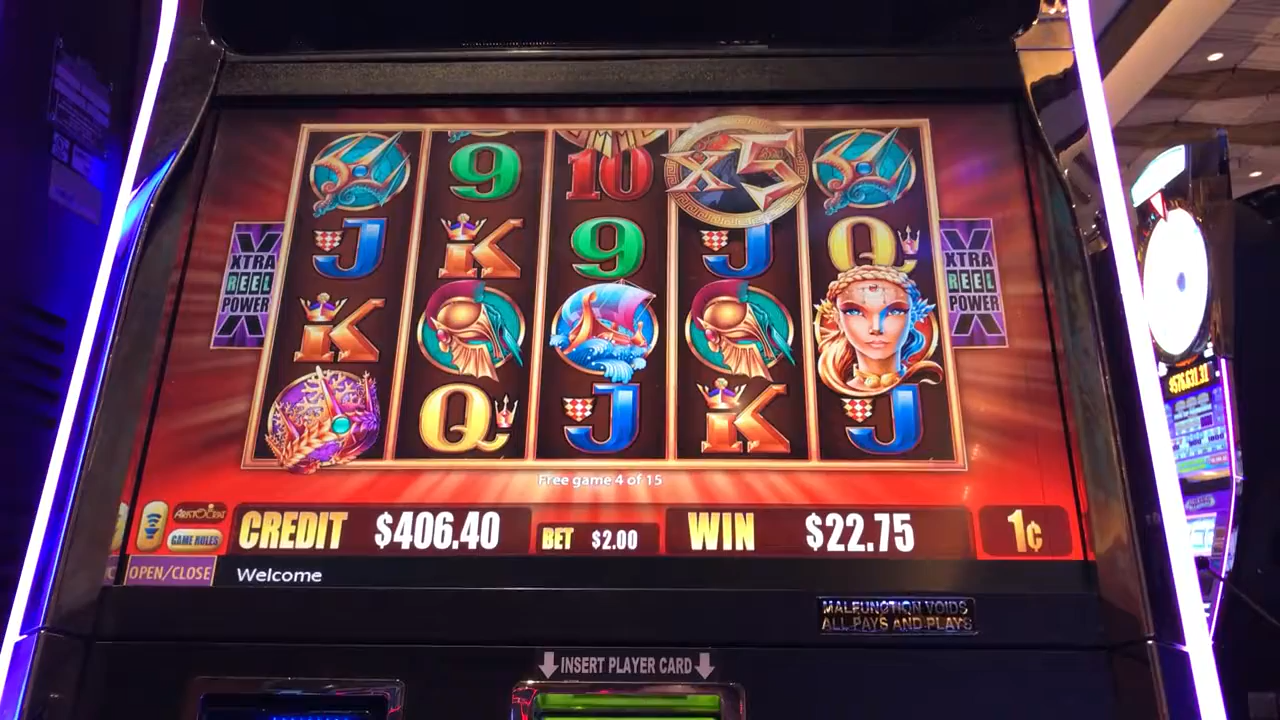 9
10
x5
J
K
9
J
Q
XTRA
REEL
POWER
XTRA
REEL
POWER
K
Q
J
K
J
Free game 4 of 15
ARISTOCRAT
GAME RULES
CREDIT $406.40
BET $2.00
WIN $22.75
1¢
OPEN/CLOSE
Welcome
MALFUNCTION VOIDS
ALL PAYS AND PLAYS
INSERT PLAYER CARD